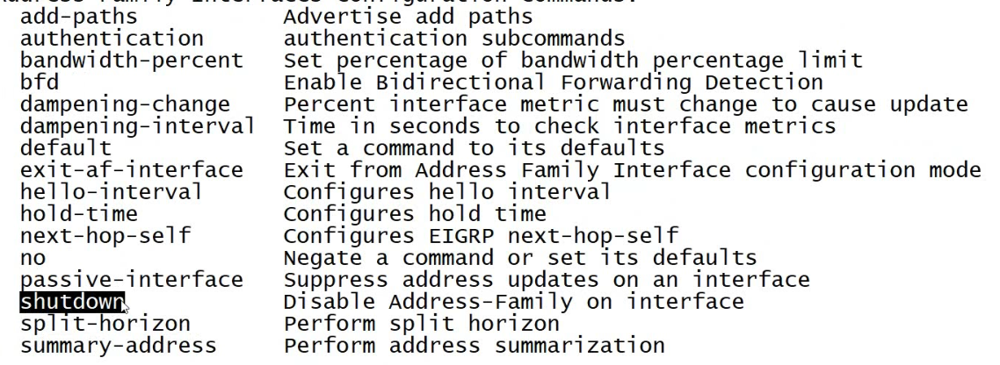 Address Family Interfaces configuration commands:
add-paths Advertise add paths
authentication authentication subcommands
bandwidth-percent Set percentage of bandwidth percentage limit
bfd Enable Bidirectional Forwarding Detection
dampening-change Percent interface metric must change to cause update
dampening-interval Time in seconds to check interface metrics
default Set a command to its defaults
exit-af-interface Exit from Address Family Interface configuration mode
hello-interval Configures hello interval
hold-time Configures hold time
next-hop-self Configures EIGRP next-hop-self
no Negate a command or set its defaults
passive-interface Suppress address updates on an interface
shutdown Disable Address-Family on interface
split-horizon Perform split horizon
summary-address Perform address summarization